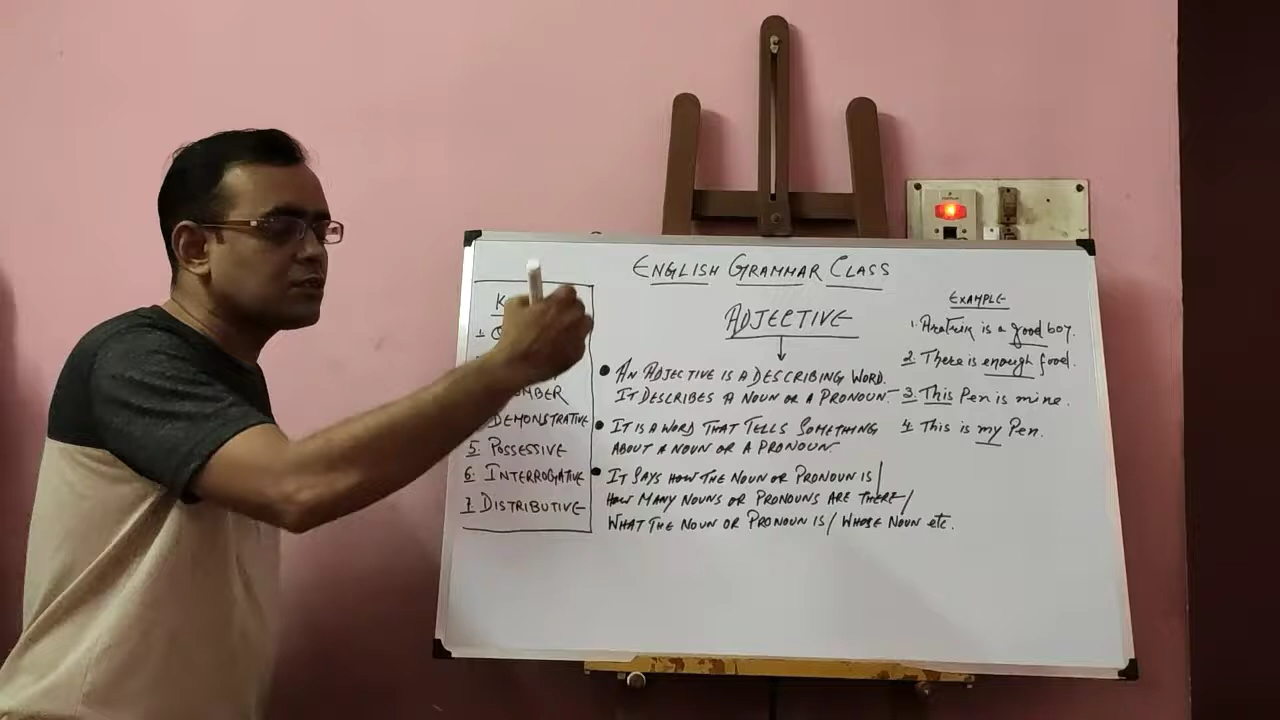 ENGLISH GRAMMAR CLASS
K
1.
NUMBER
DEMONSTRATIVE
5. POSSESSIVE
6. INTERROGATIVE
7. DISTRIBUTIVE
ADJECTIVE
• AN ADJECTIVE IS A DESCRIBING WORD.
IT DESCRIBES A NOUN OR A PRONOUN.
• IT IS A WORD THAT TELLS SOMETHING
ABOUT A NOUN OR A PRONOUN.
• IT SAYS HOW THE NOUN OR PRONOUN IS/
HOW MANY NOUNS OR PRONOUNS ARE THERE/
WHAT THE NOUN OR PRONOUN IS/ WHOSE NOUN etc.
EXAMPLE
1. is a good boy.
2. There is enough food.
3. This Pen is mine.
4. This is my Pen.